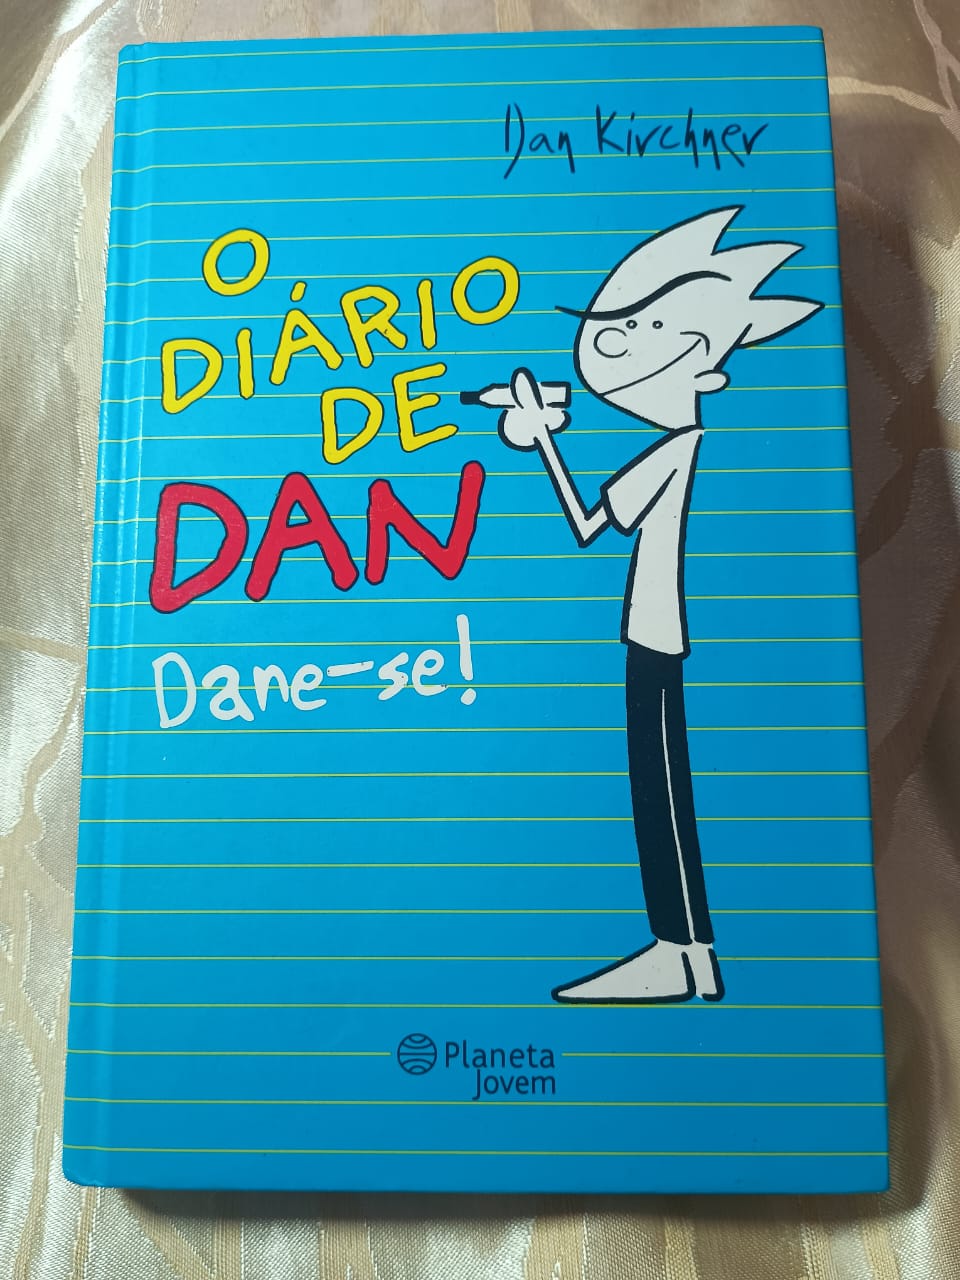 Dan Kirchner
O
DIÁRIO
DE
DAN
Dane-se!
Planeta
Jovem